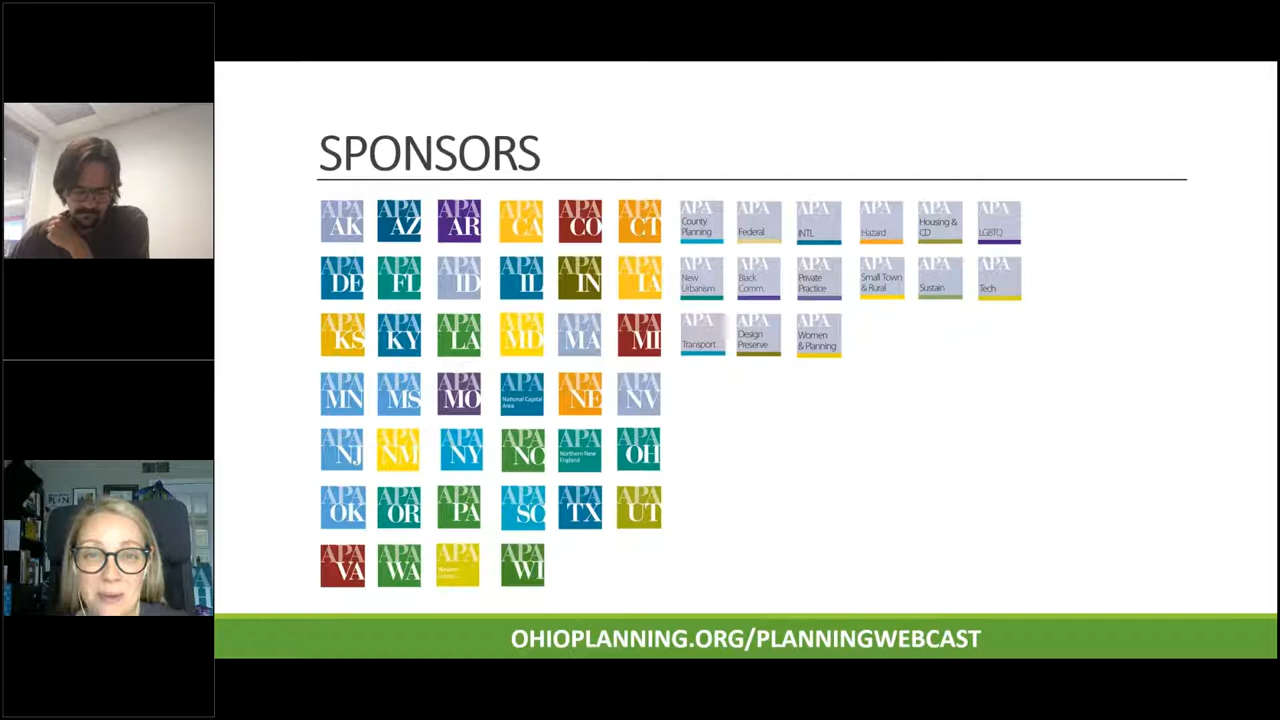 SPONSORS
APA AK APA AZ APA AR APA CA APA CO APA CT APA County Planning APA Federal APA INTL APA Hazard APA Housing & CD APA LGBTQ
APA DE APA FL APA ID APA IL APA IN APA IA APA New Urbanism APA Black Comm. APA Private Practice APA Small Town & Rural APA Sustain APA Tech
APA KS APA KY APA LA APA MD APA MA APA MI APA Transport APA Design Preserve APA Women & Planning
APA MN APA MS APA MO APA National Capital Area APA NE APA NV
APA NJ APA NM APA NY APA NC APA Northern New England APA OH
APA OK APA OR APA PA APA SC APA TX APA UT
APA VA APA WA APA APA WI
OHIOPLANNING.ORG/PLANNINGWEBCAST